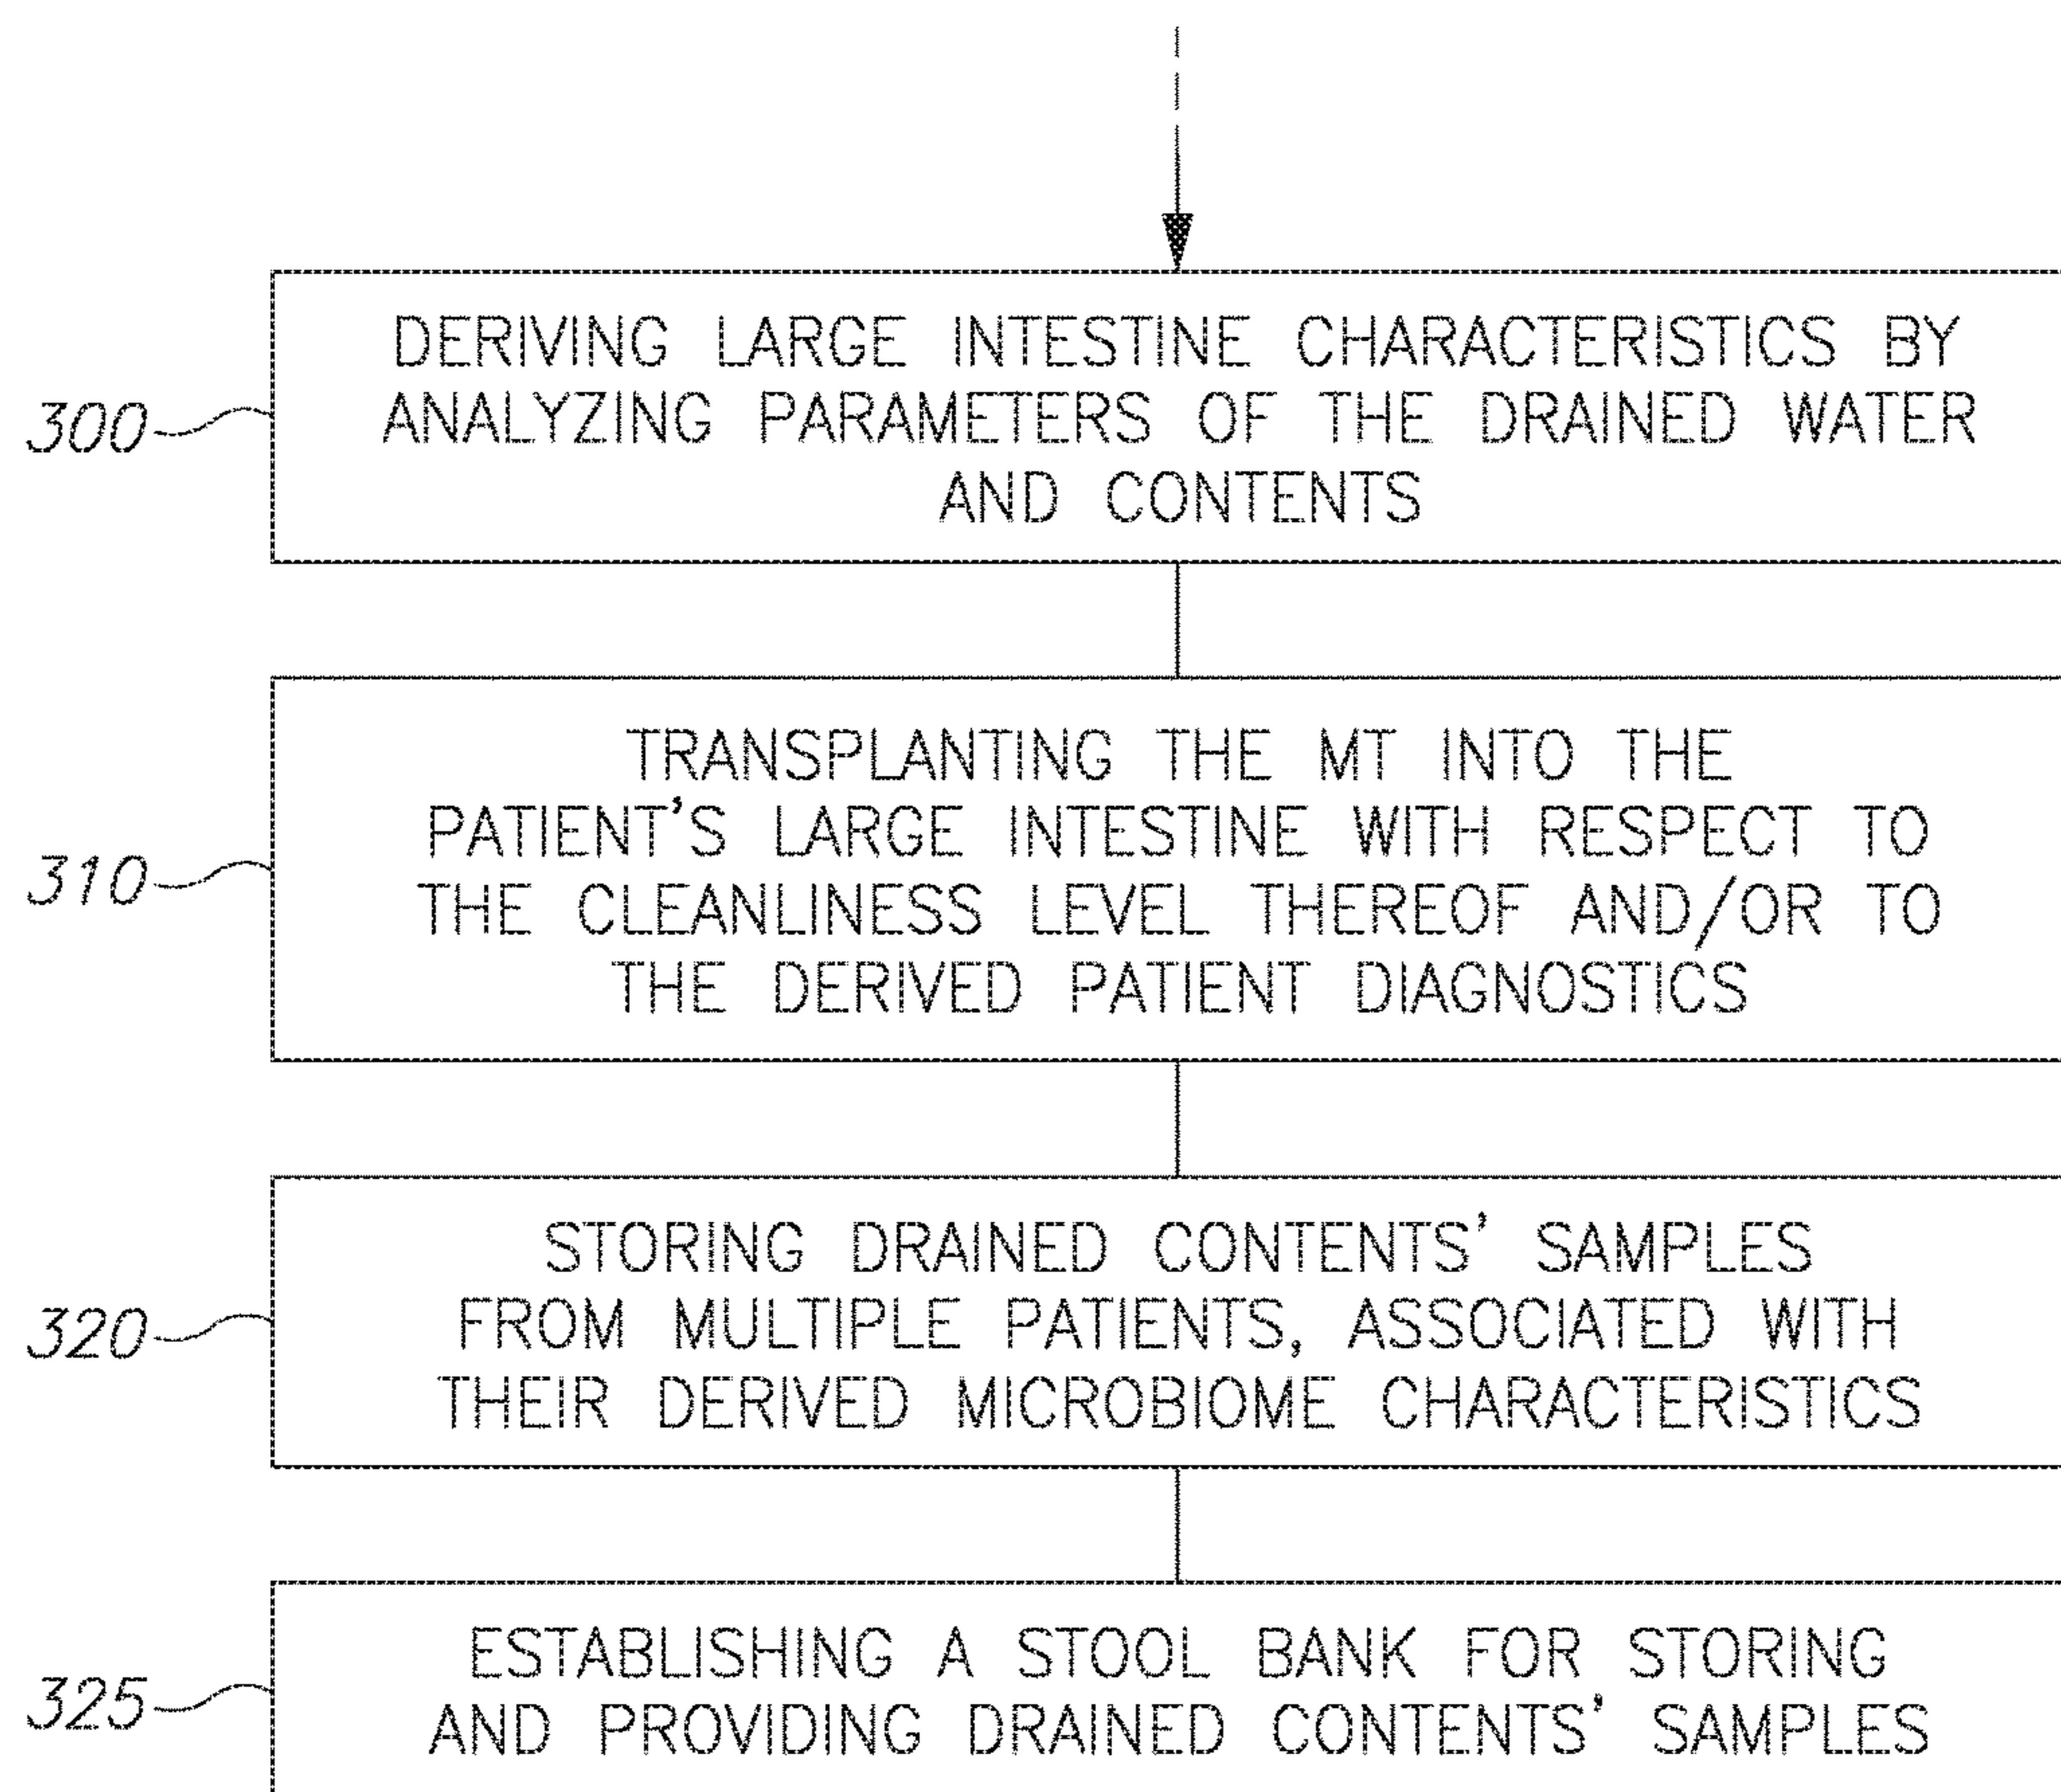 DERIVING LARGE INTESTINE CHARACTERISTICS BY
300 ANALYZING PARAMETERS OF THE DRAINED WATER
AND CONTENTS
TRANSPLANTING THE MT INTO THE
PATIENT'S LARGE INTESTINE WITH RESPECT TO
310 THE CLEANLINESS LEVEL THEREOF AND/OR TO
THE DERIVED PATIENT DIAGNOSTICS
STORING DRAINED CONTENTS' SAMPLES
320 FROM MULTIPLE PATIENTS, ASSOCIATED WITH
THEIR DERIVED MICROBIOME CHARACTERISTICS
ESTABLISHING A STOOL BANK FOR STORING
325 AND PROVIDING DRAINED CONTENTS' SAMPLES